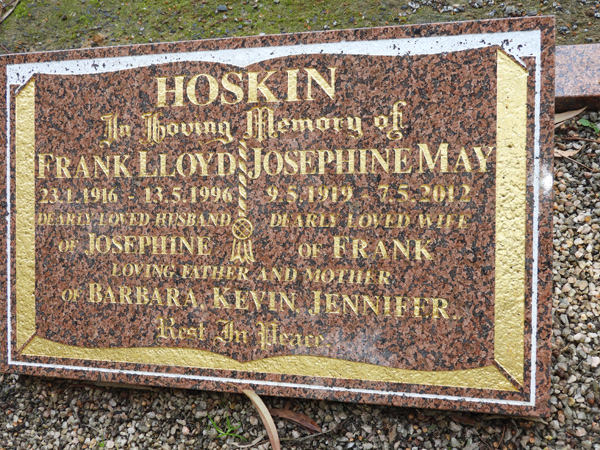 HOSKIN
In Loving Memory of
FRANK LLOYD
23.1.1916 - 13.5.1996
DEARLY LOVED HUSBAND
OF JOSEPHINE
JOSEPHINE MAY
9.5.1919 - 7.5.2012
DEARLY LOVED WIFE
OF FRANK
LOVING FATHER AND MOTHER
OF BARBARA, KEVIN, JENNIFER.
Rest In Peace.